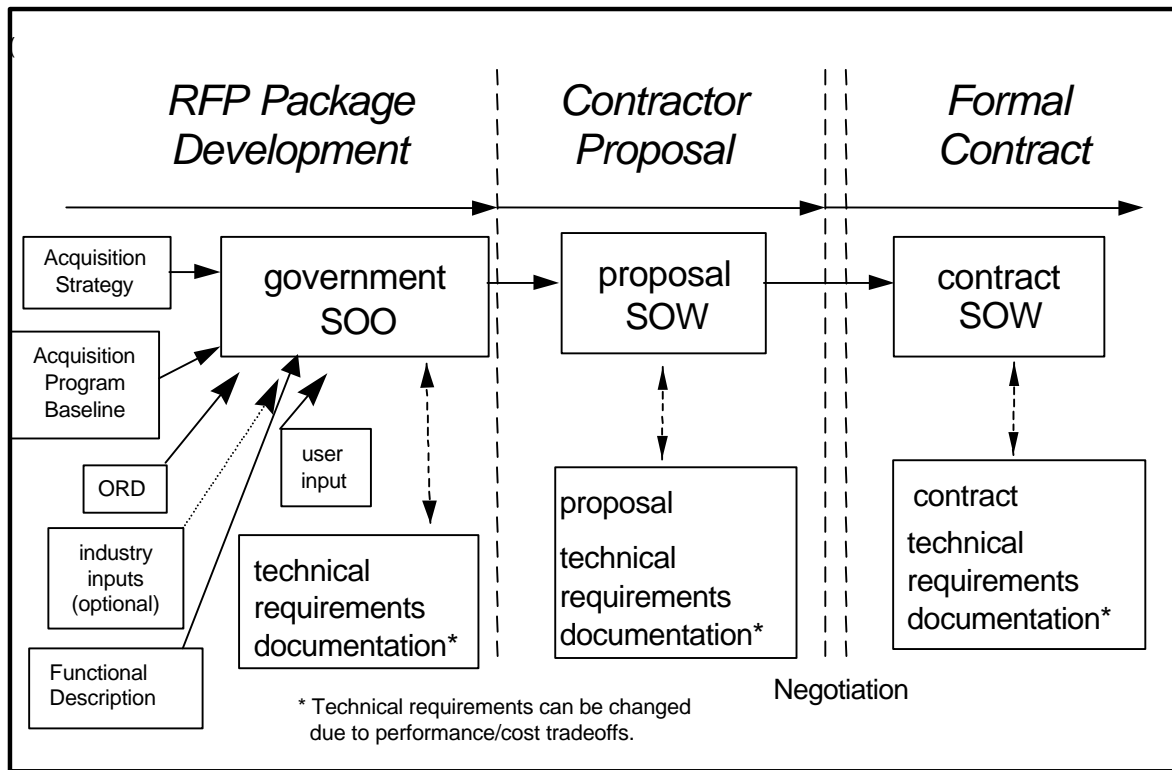 (
RFP Package
Development
Contractor
Proposal
Formal
Contract
Acquisition
Strategy
government
SOO
proposal
SOW
contract
SOW
Acquisition
Program
Baseline
ORD
user
input
industry
inputs
(optional)
Functional
Description
technical
requirements
documentation*
proposal
technical
requirements
documentation*
contract
technical
requirements
documentation*
Negotiation
* Technical requirements can be changed
due to performance/cost tradeoffs.